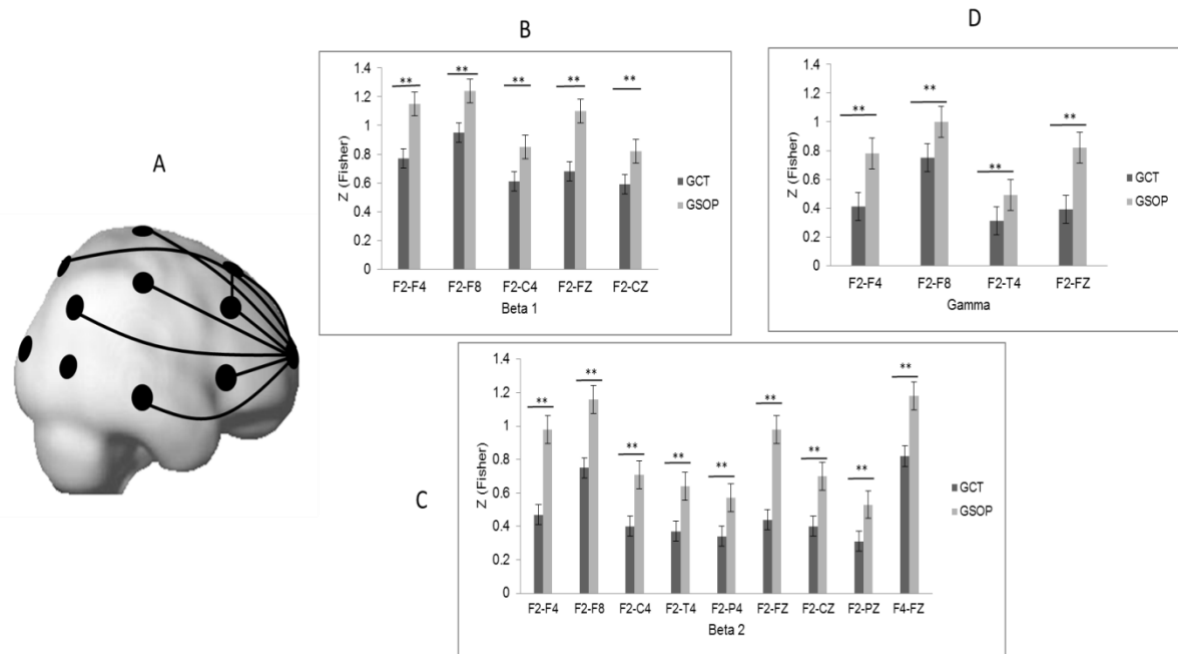 A
B
1.4
1.2
1
0.8
0.6
0.4
0.2
0
Z (Fisher)
** ** ** ** **
GCT
GSOP
F2-F4 F2-F8 F2-C4 F2-FZ F2-CZ
Beta 1
D
1.4
1.2
1
0.8
0.6
0.4
0.2
0
Z (Fisher)
** ** ** **
GCT
GSOP
F2-F4 F2-F8 F2-T4 F2-FZ
Gamma
C
1.4
1.2
1
0.8
0.6
0.4
0.2
0
Z (Fisher)
** ** ** ** ** ** ** ** **
GCT
GSOP
F2-F4 F2-F8 F2-C4 F2-T4 F2-P4 F2-FZ F2-CZ F2-PZ F4-FZ
Beta 2